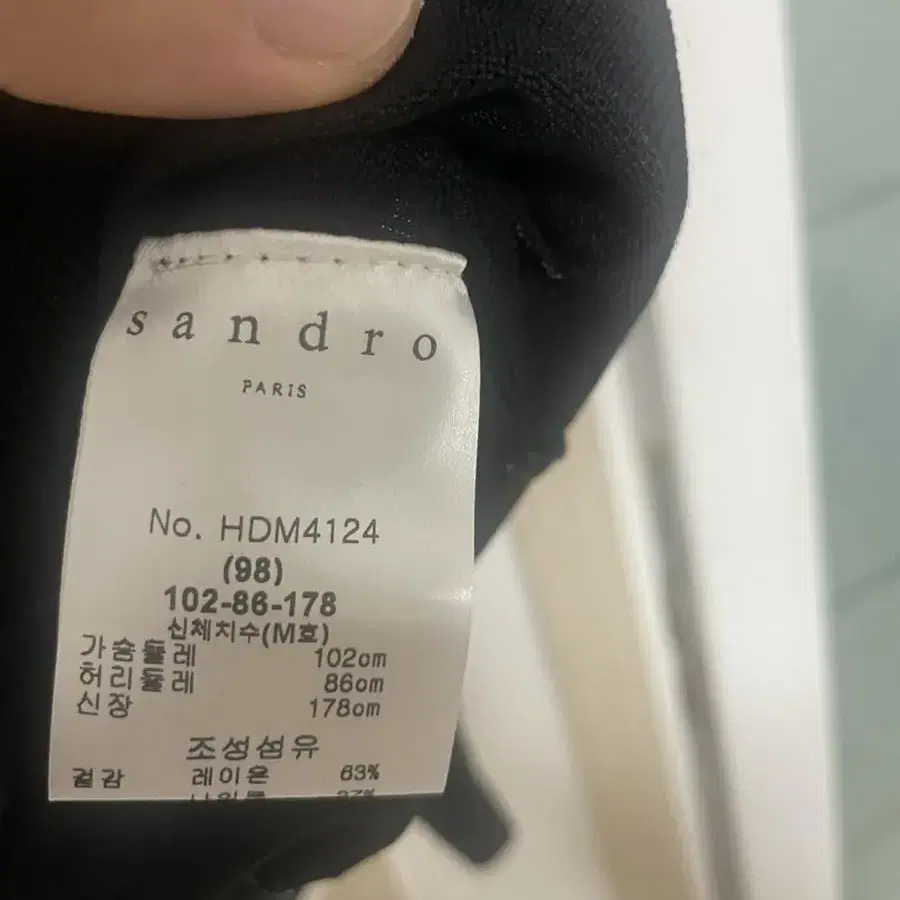 sandro
PARIS
No. HDM4124
(98)
102-86-178
신체치수(M호)
가슴둘레 102cm
허리둘레 86cm
신장 178cm
조성섬유
겉감 레이온 63%